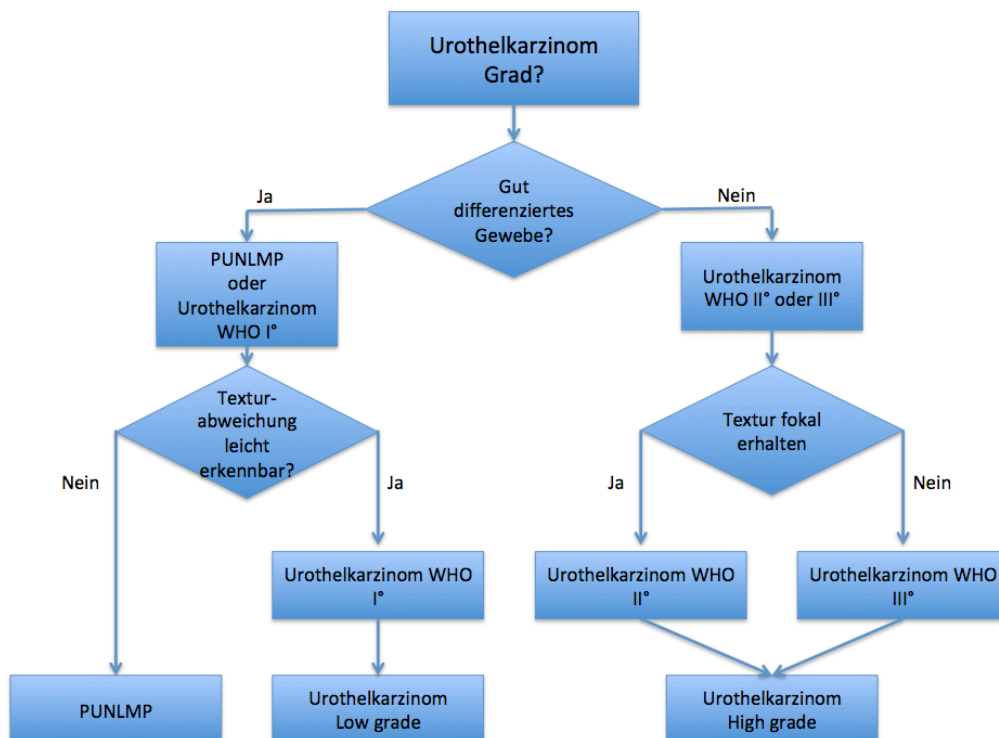 Urothelkarzinom
Grad?
Ja
Gut
differenziertes
Gewebe?
Nein
PUNLMP
oder
Urothelkarzinom
WHO I°
Urothelkarzinom
WHO II° oder III°
Textur-
abweichung
leicht
erkennbar?
Textur fokal
erhalten
Nein
Ja
Ja
Nein
Urothelkarzinom WHO
I°
Urothelkarzinom WHO
II°
Urothelkarzinom WHO
III°
PUNLMP
Urothelkarzinom
Low grade
Urothelkarzinom
High grade